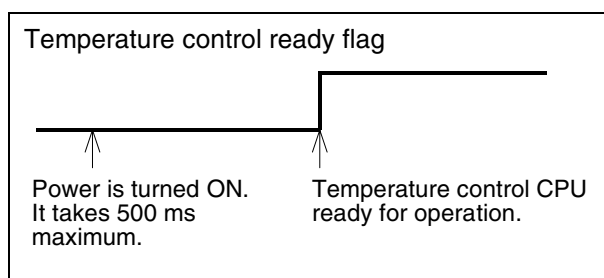 Temperature control ready flag
Power is turned ON.
It takes 500 ms
maximum.
Temperature control CPU
ready for operation.